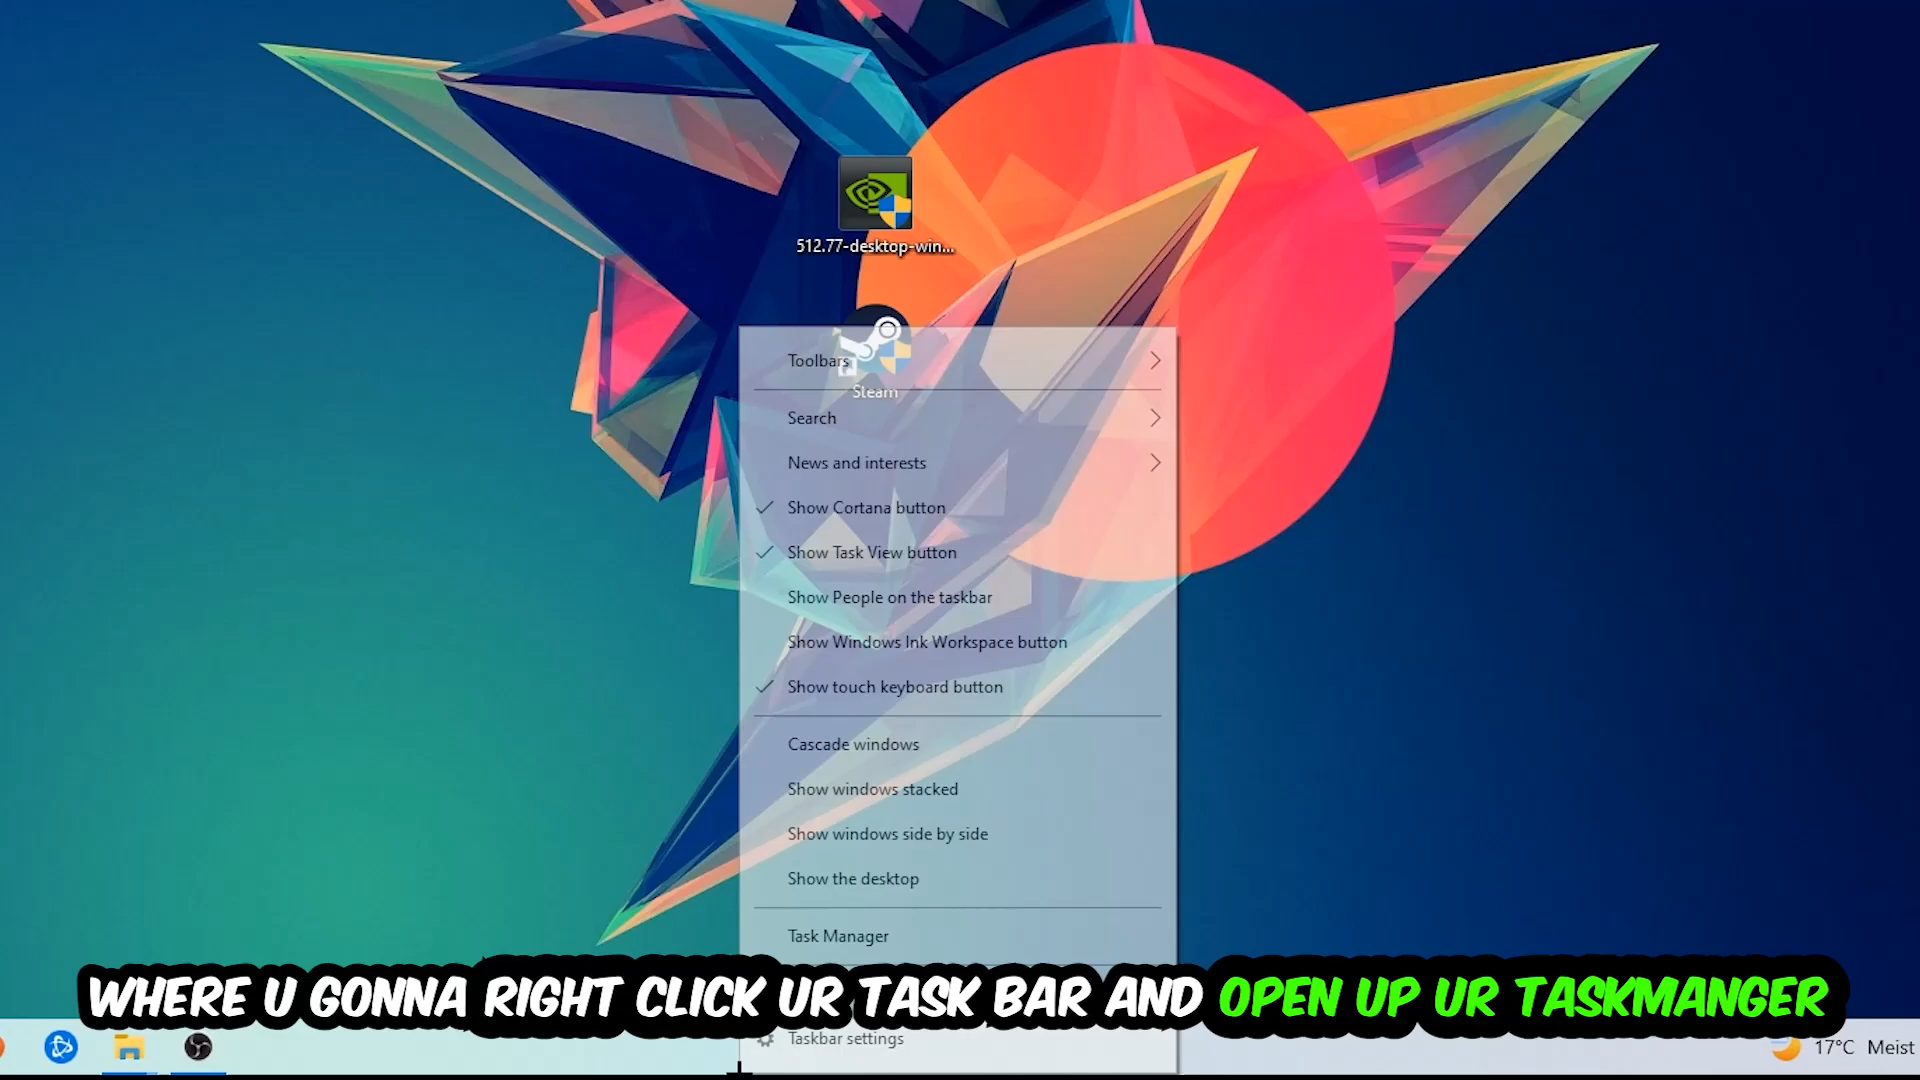 512.77-desktop-win...
Toolbars
Steam
Search
News and interests
Show Cortana button
Show Task View button
Show People on the taskbar
Show Windows Ink Workspace button
Show touch keyboard button
Cascade windows
Show windows stacked
Show windows side by side
Show the desktop
Task Manager
WHERE U GONNA RIGHT CLICK UR TASK BAR AND OPEN UP UR TASKMANGER
Taskbar settings
17°C Meist